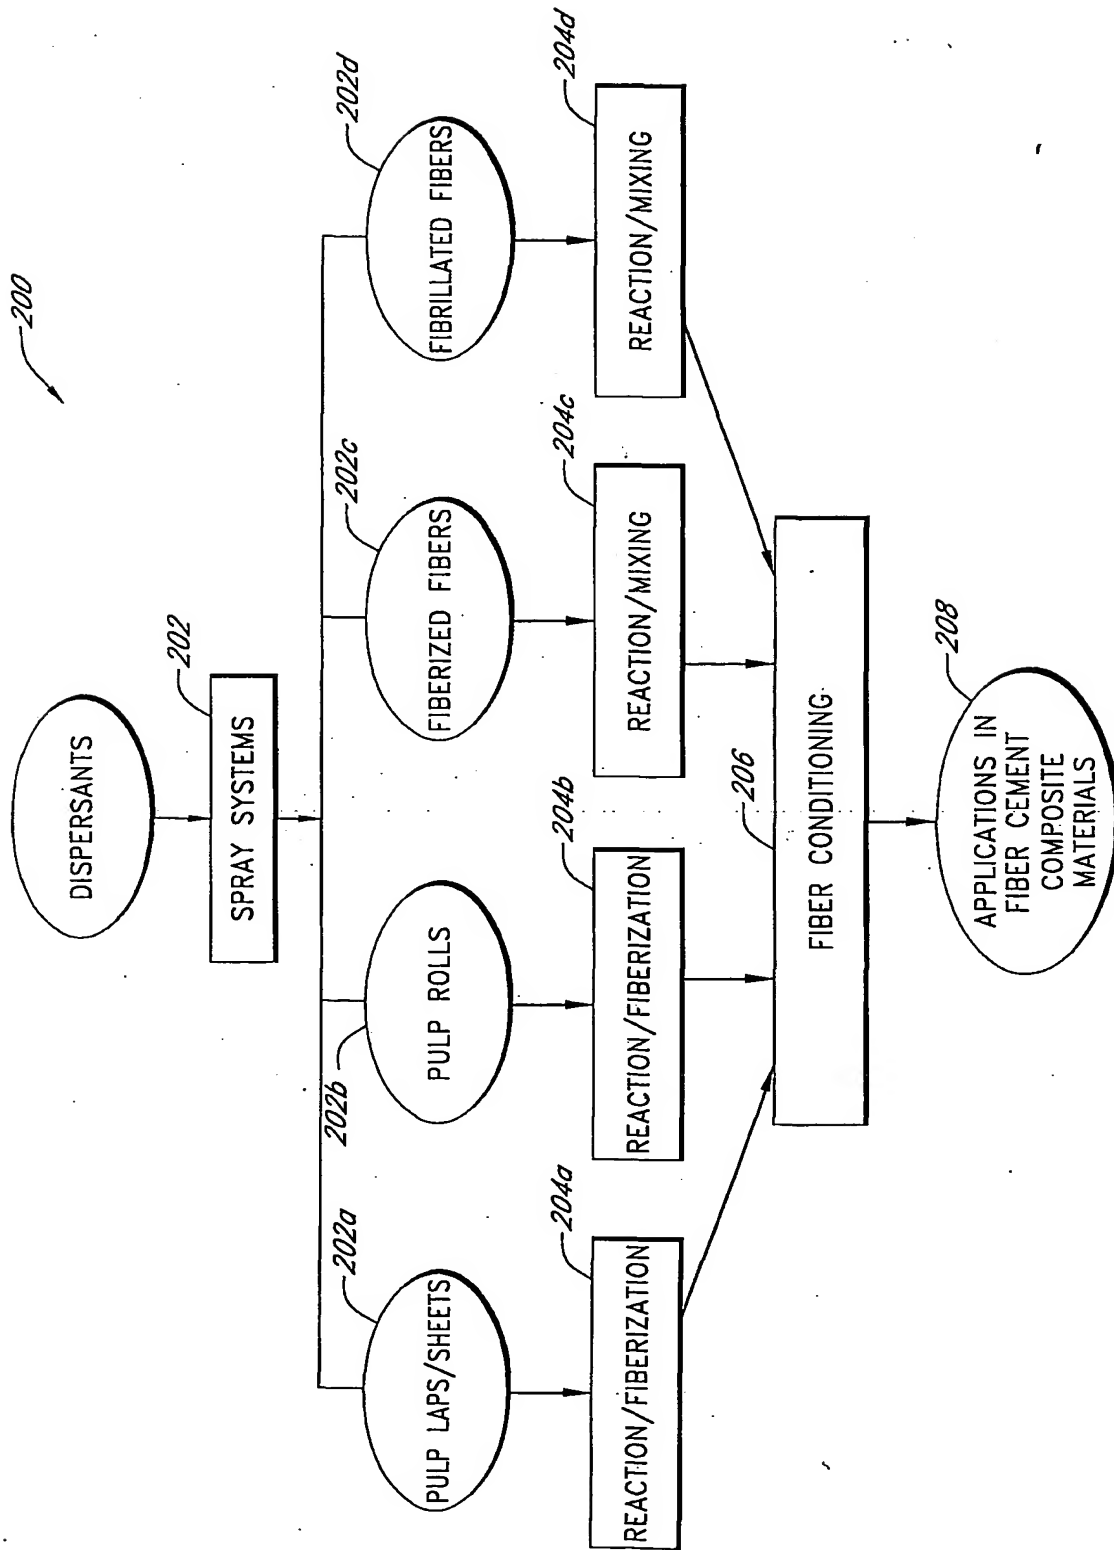 200
DISPERSANTS
202
SPRAY SYSTEMS
202a
PULP LAPS/SHEETS
202b
PULP ROLLS
202c
FIBERIZED FIBERS
202d
FIBRILLATED FIBERS
204a
REACTION/FIBERIZATION
204b
REACTION/FIBERIZATION
204c
REACTION/MIXING
204d
REACTION/MIXING
206
FIBER CONDITIONING
208
APPLICATIONS IN
FIBER CEMENT
COMPOSITE
MATERIALS